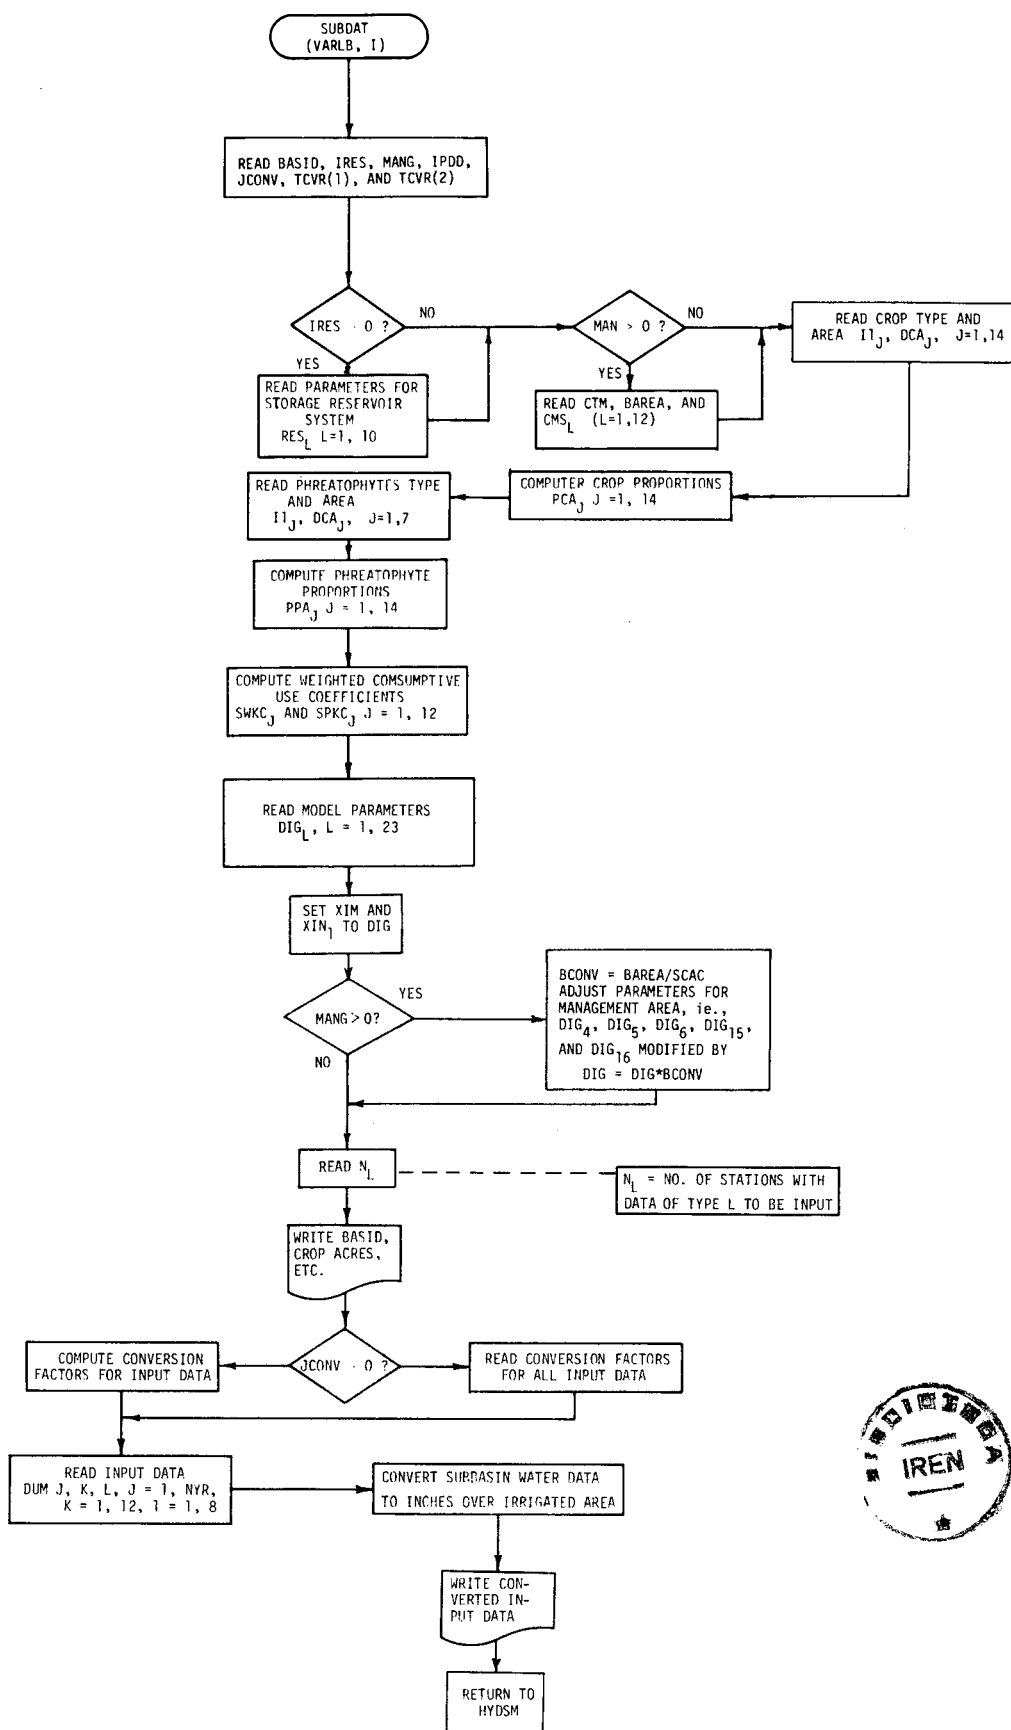 SUBDAT
(VARLB, I)
READ BASID, IRES, MANG, IPDD,
JCONV, TCVR(1), AND TCVR(2)
IRES - 0 ?
NO
YES
READ PARAMETERS FOR
STORAGE RESERVOIR
SYSTEM
RES_L L=1, 10
MAN > 0 ?
NO
YES
READ CTM, BAREA, AND
CMS_L (L=1,12)
READ CROP TYPE AND
AREA I1_J, DCA_J, J=1,14
COMPUTER CROP PROPORTIONS
PCA_J J =1, 14
READ PHREATOPHYTES TYPE
AND AREA
I1_J, DCA_J, J=1,7
COMPUTE PHREATOPHYTE
PROPORTIONS
PPA_J J = 1, 14
COMPUTE WEIGHTED COMSUMPTIVE
USE COEFFICIENTS
SWKC_J AND SPKC_J J = 1, 12
READ MODEL PARAMETERS
DIG_L, L = 1, 23
SET XIM AND
XIN_1 TO DIG
MANG > 0?
YES
NO
BCONV = BAREA/SCAC
ADJUST PARAMETERS FOR
MANAGEMENT AREA, ie.,
DIG_4, DIG_5, DIG_6, DIG_15,
AND DIG_16 MODIFIED BY
DIG = DIG*BCONV
READ N_L
N_L = NO. OF STATIONS WITH
DATA OF TYPE L TO BE INPUT
WRITE BASID,
CROP ACRES,
ETC.
JCONV - 0 ?
COMPUTE CONVERSION
FACTORS FOR INPUT DATA
READ CONVERSION FACTORS
FOR ALL INPUT DATA
READ INPUT DATA
DUM J, K, L, J = 1, NYR,
K = 1, 12, 1 = 1, 8
CONVERT SUBBASIN WATER DATA
TO INCHES OVER IRRIGATED AREA
WRITE CON-
VERTED IN-
PUT DATA
RETURN TO
HYDSM
IREN